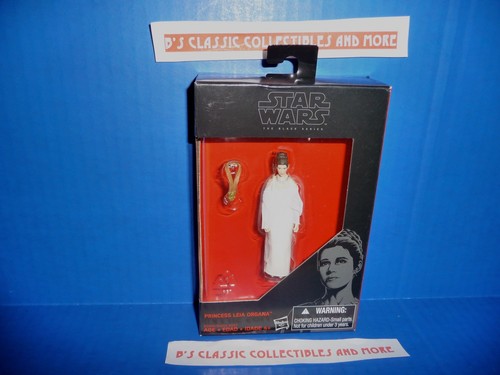 B'S CLASSIC COLLECTIBLES AND MORE
STAR
WARS
THE BLACK SERIES
PRINCESS LEIA ORGANA
WARNING:
CHOKING HAZARD-Small parts.
Not for children under 3 years.
Hasbro
B'S CLASSIC COLLECTIBLES AND MORE